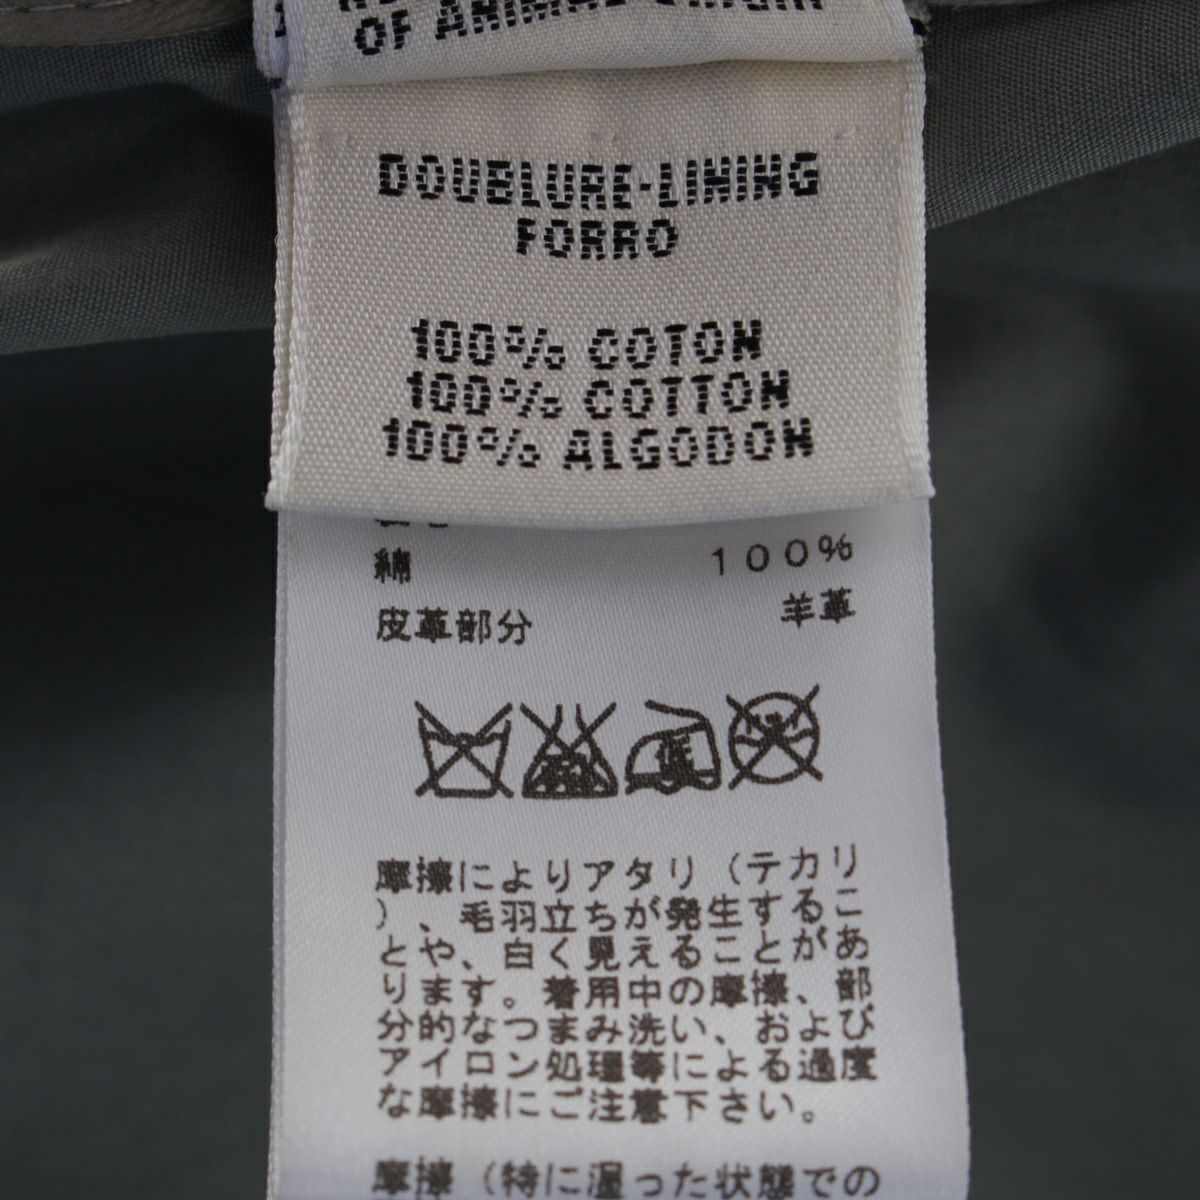 OF ANIMAL ORIGIN
DOUBLURE-LINING
FORRO
100% COTON
100% COTTON
100% ALGODON
綿 100%
皮革部分 羊革
摩擦によりアタリ（テカリ
）、毛羽立ちが発生するこ
とや、白く見えることがあ
ります。着用中の摩擦、部
分的なつまみ洗い、および
アイロン処理等による過度
な摩擦にご注意下さい。
摩擦（特に湿った状態での